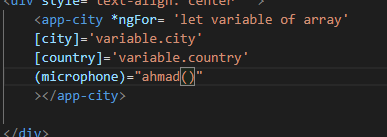 <div style= text-align: center >
<app-city *ngFor= 'let variable of array'
[city]='variable.city'
[country]='variable.country'
(microphone)="ahmad()"
></app-city>
</div>